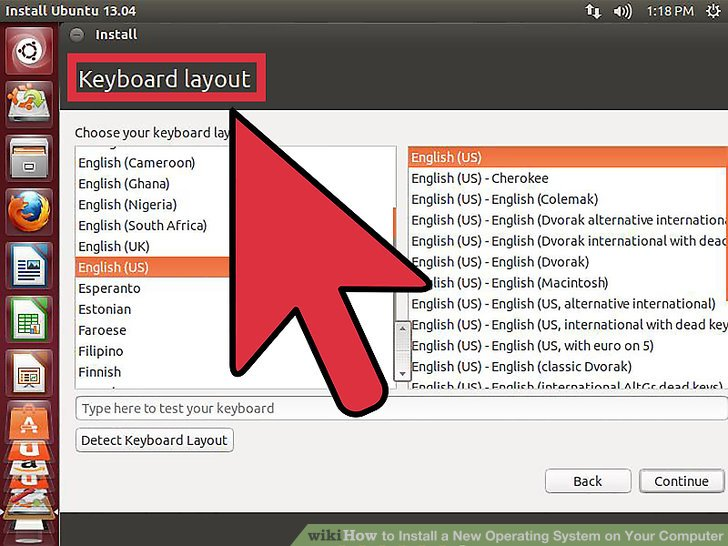 Install Ubuntu 13.04
1:18 PM
Install
Keyboard layout
Choose your keyboard lay
English (Cameroon)
English (Ghana)
English (Nigeria)
English (South Africa)
English (UK)
English (US)
Esperanto
Estonian
Faroese
Filipino
Finnish
English (US)
English (US) - Cherokee
English (US) - English (Colemak)
English (US) - English (Dvorak alternative internationa
English (US) - English (Dvorak international with dead
English (US) - English (Dvorak)
English (US) - English (Macintosh)
English (US) - English (US, alternative international)
English (US) - English (US, international with dead key
English (US) - English (US, with euro on 5)
English (US) - English (classic Dvorak)
English (US) - English (international AltGr dead keys)
Type here to test your keyboard
Detect Keyboard Layout
Back
Continue
wikiHow to Install a New Operating System on Your Computer